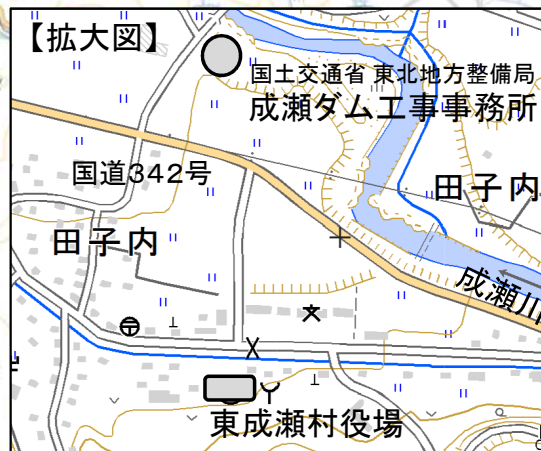 【拡大図】
国土交通省 東北地方整備局
成瀬ダム工事事務所
国道342号
田子内
田子内
成瀬川
東成瀬村役場